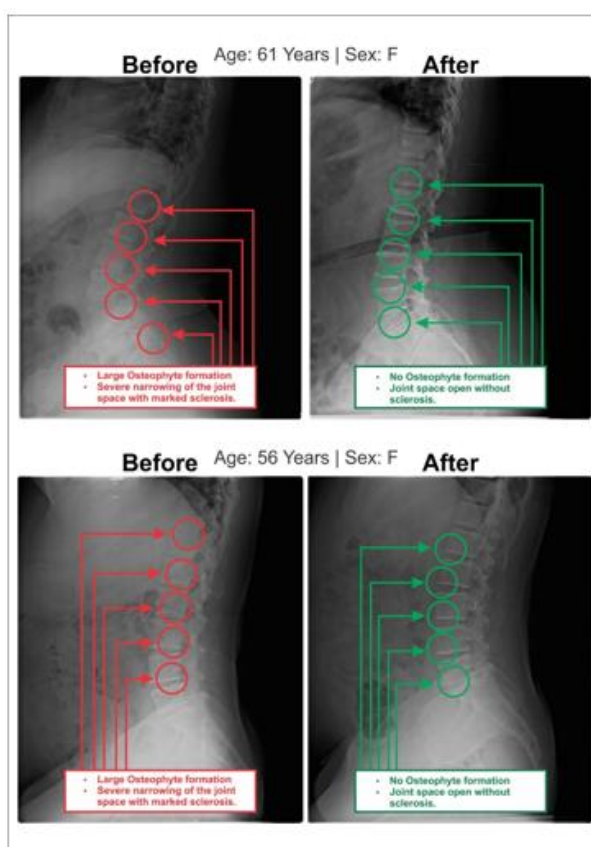 Age: 61 Years | Sex: F
Before
After
• Large Osteophyte formation
• Severe narrowing of the joint
space with marked sclerosis.
• No Osteophyte formation
• Joint space open without
sclerosis.
Age: 56 Years | Sex: F
Before
After
• Large Osteophyte formation
• Severe narrowing of the joint
space with marked sclerosis.
• No Osteophyte formation
• Joint space open without
sclerosis.